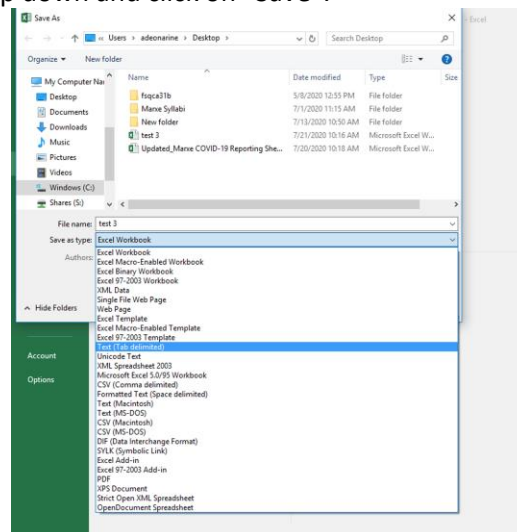 p down and click on "Save".
Save As
- Excel
« Users › adeonarine › Desktop ›
Search Desktop
Organize
New folder
My Computer Nar
Desktop
Documents
Downloads
Music
Pictures
Videos
Windows (C:)
Shares (S:)
Name Date modified Type Size
fsqca31b 5/8/2020 12:55 PM File folder
Marxe Syllabi 7/1/2020 11:15 AM File folder
New folder 7/13/2020 10:50 AM File folder
test 3 7/21/2020 10:16 AM Microsoft Excel W...
Updated_Marxe COVID-19 Reporting She... 7/20/2020 10:18 AM Microsoft Excel W...
File name: test 3
Save as type: Excel Workbook
Authors:
Excel Workbook
Excel Macro-Enabled Workbook
Excel Binary Workbook
Excel 97-2003 Workbook
XML Data
Single File Web Page
Web Page
Excel Template
Excel Macro-Enabled Template
Excel 97-2003 Template
Text (Tab delimited)
Unicode Text
XML Spreadsheet 2003
Microsoft Excel 5.0/95 Workbook
CSV (Comma delimited)
Formatted Text (Space delimited)
Text (Macintosh)
Text (MS-DOS)
CSV (Macintosh)
CSV (MS-DOS)
DIF (Data Interchange Format)
SYLK (Symbolic Link)
Excel Add-in
Excel 97-2003 Add-in
PDF
XPS Document
Strict Open XML Spreadsheet
OpenDocument Spreadsheet
Hide Folders
Account
Options